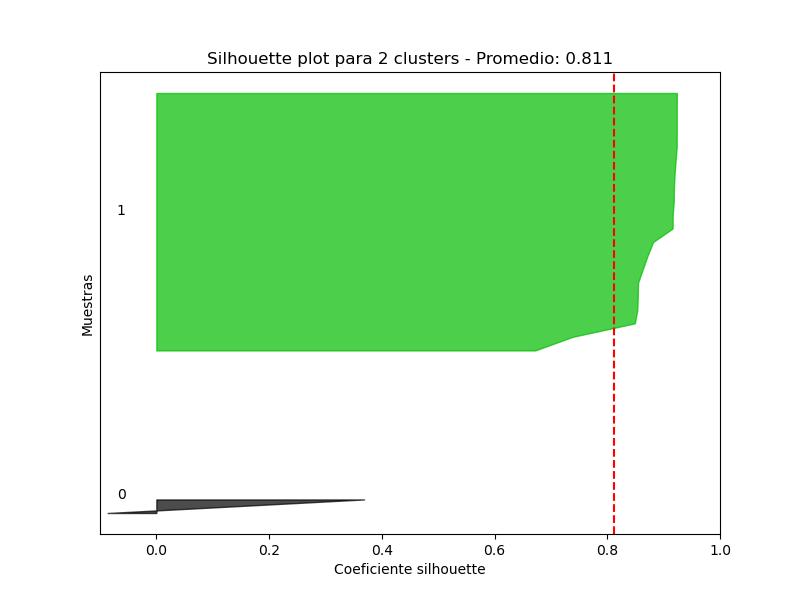 Silhouette plot para 2 clusters - Promedio: 0.811
1
Muestras
0
0.0 0.2 0.4 0.6 0.8 1.0
Coeficiente silhouette